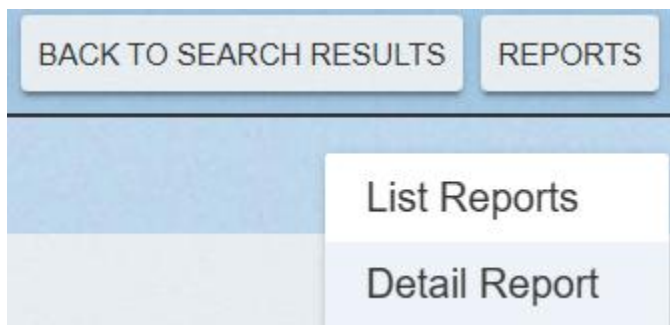 BACK TO SEARCH RESULTS REPORTS
List Reports
Detail Report